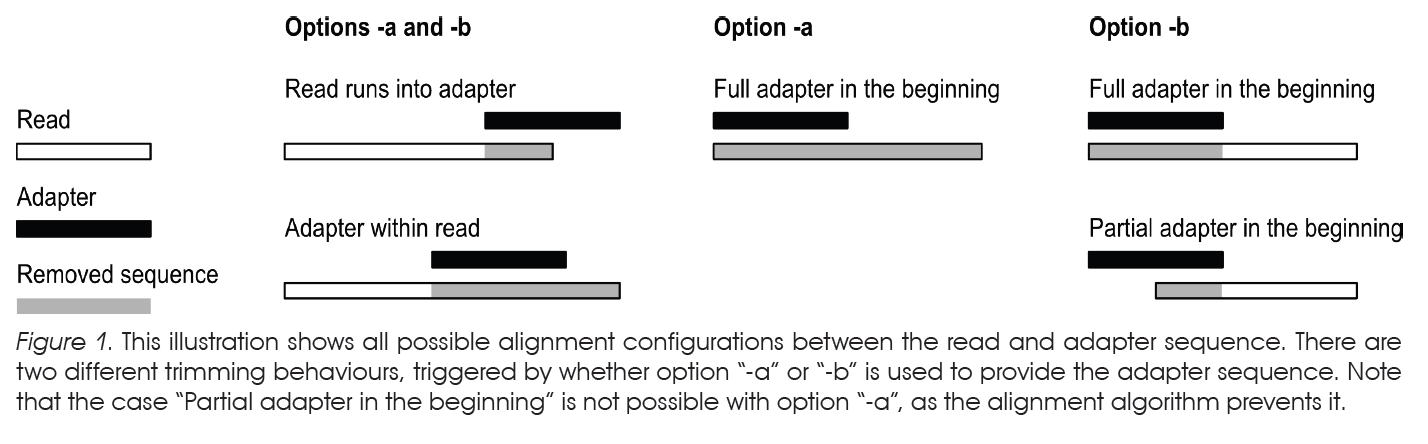 Options -a and -b
Option -a
Option -b
Read runs into adapter
Full adapter in the beginning
Full adapter in the beginning
Read
Adapter
Adapter within read
Partial adapter in the beginning
Removed sequence
Figure 1. This illustration shows all possible alignment configurations between the read and adapter sequence. There are
two different trimming behaviours, triggered by whether option “-a” or “-b” is used to provide the adapter sequence. Note
that the case “Partial adapter in the beginning” is not possible with option “-a”, as the alignment algorithm prevents it.